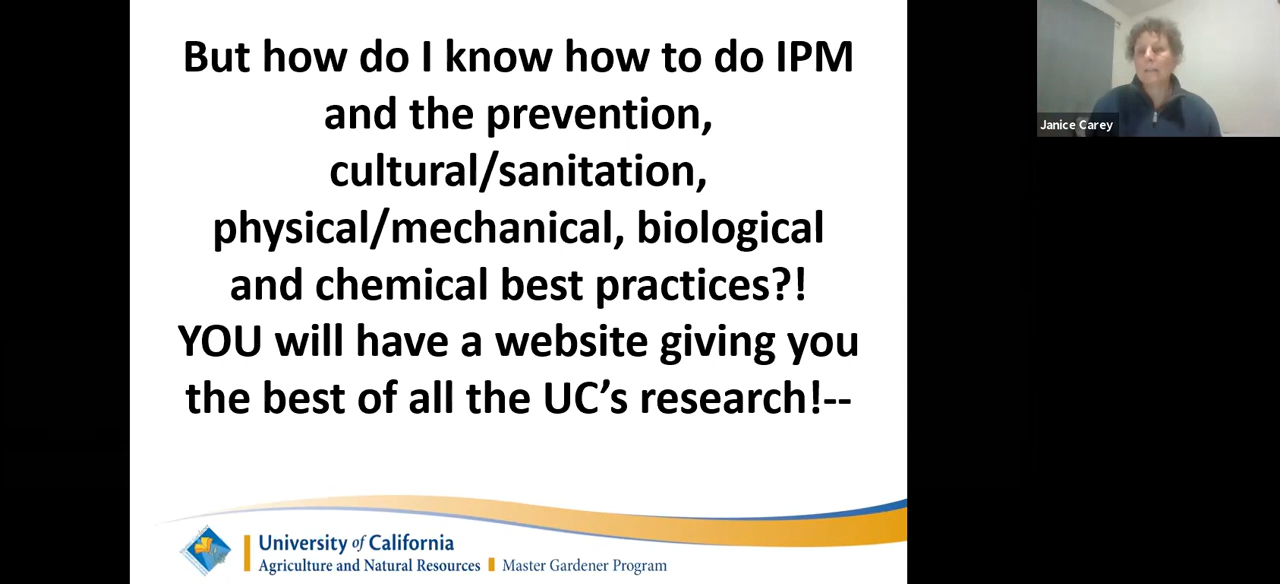 But how do I know how to do IPM
and the prevention,
cultural/sanitation,
physical/mechanical, biological
and chemical best practices?!
YOU will have a website giving you
the best of all the UC’s research!--
Janice Carey
University of California
Agriculture and Natural Resources Master Gardener Program